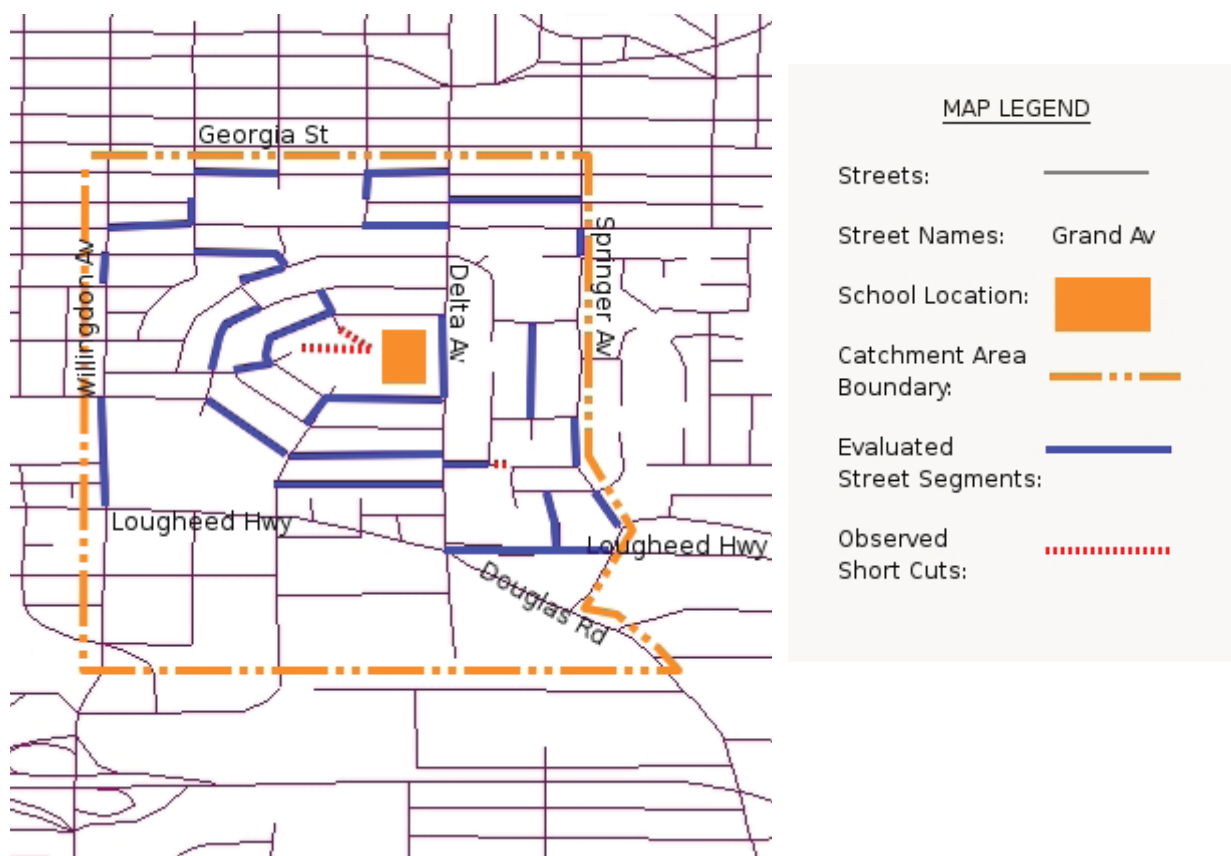 Georgia St
Willingdon Av
Delta Av
Springer Av
Lougheed Hwy
Lougheed Hwy
Douglas Rd
MAP LEGEND
Streets:
Street Names: Grand Av
School Location:
Catchment Area
Boundary:
Evaluated
Street Segments:
Observed
Short Cuts: